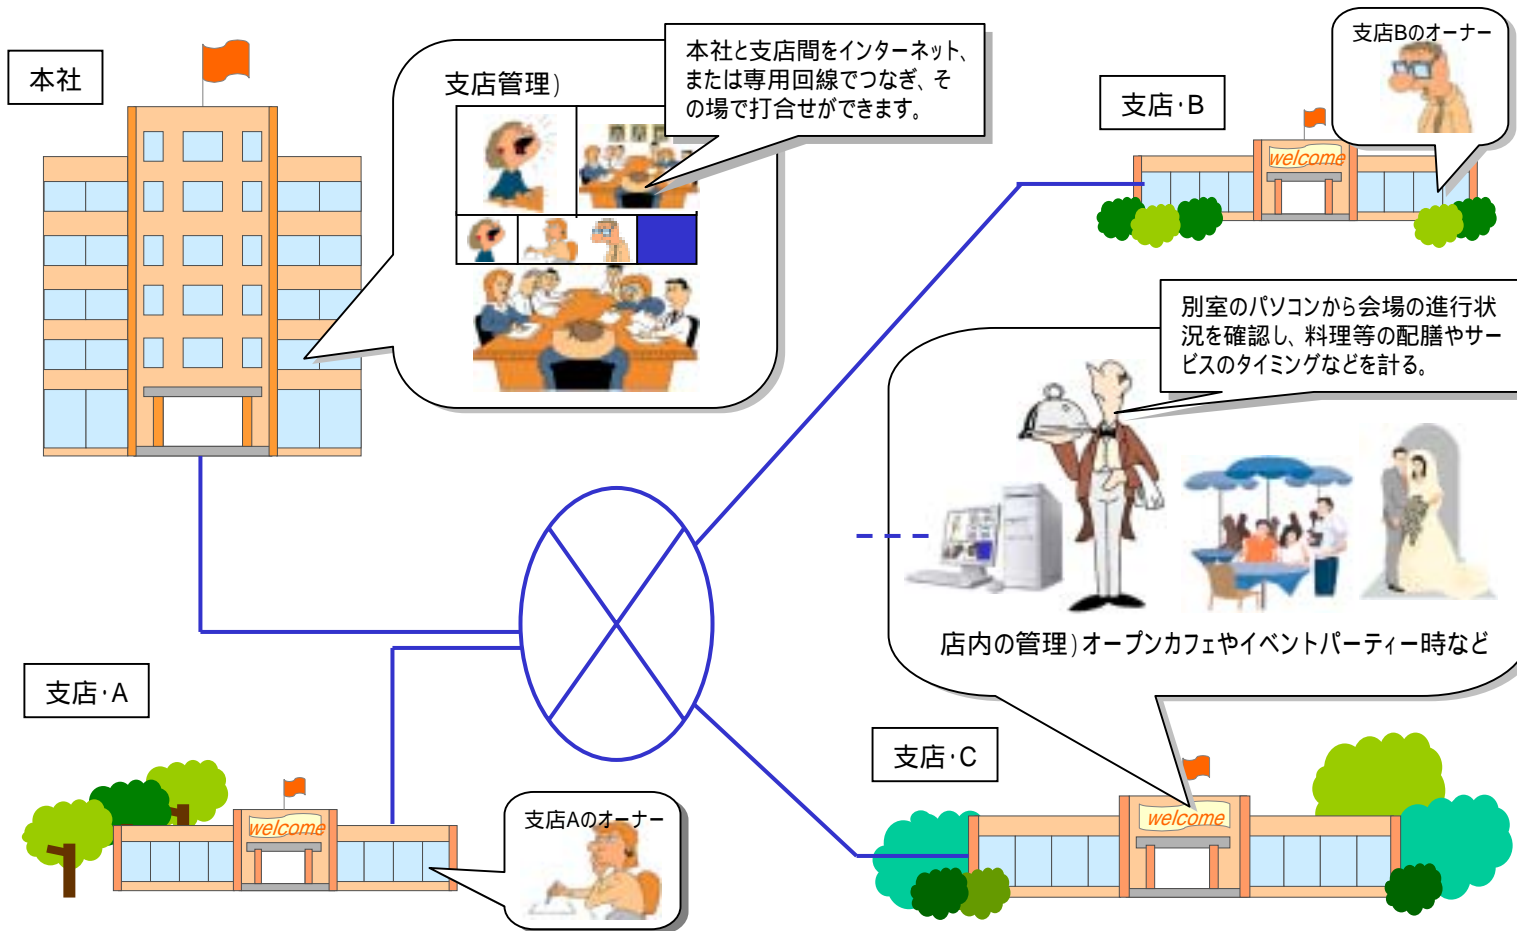 本社
支店管理)
本社と支店間をインターネット、
または専用回線でつなぎ、そ
の場で打合せができます。
支店・B
支店Bのオーナー
welcome
別室のパソコンから会場の進行状
況を確認し、料理等の配膳やサー
ビスのタイミングなどを計る。
店内の管理)オープンカフェやイベントパーティー時など
支店・A
welcome
支店Aのオーナー
支店・C
welcome